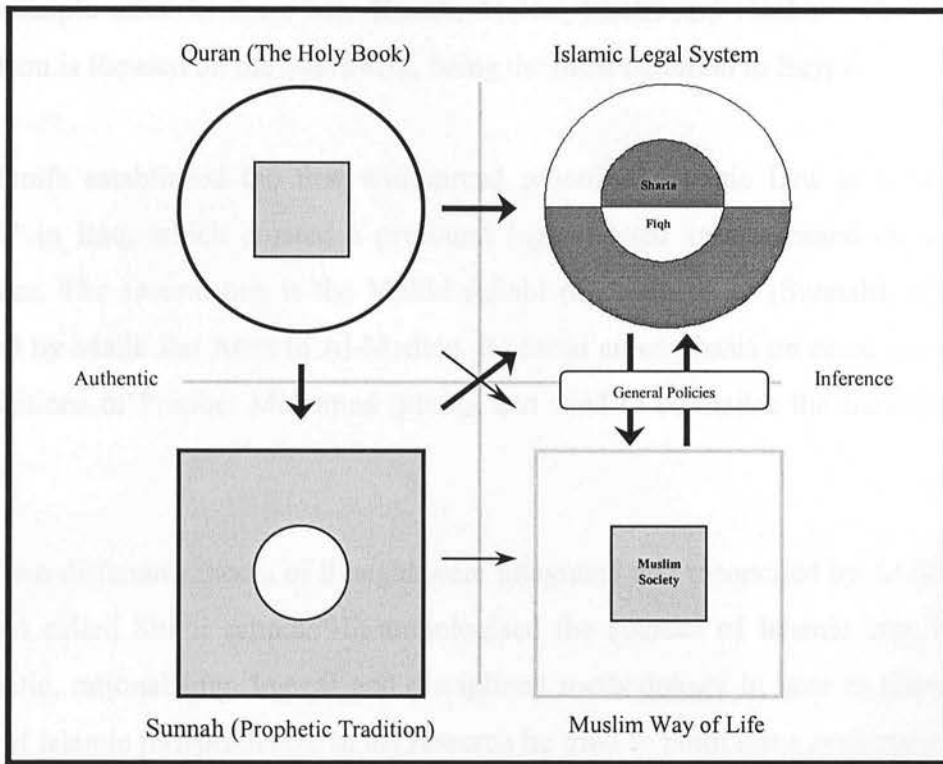 Quran (The Holy Book)
Islamic Legal System
Sharia
Fiqh
Authentic
General Policies
Inference
Muslim
Society
Sunnah (Prophetic Tradition)
Muslim Way of Life